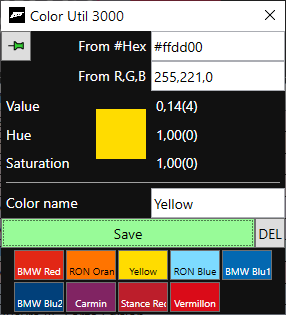 Color Util 3000
From #Hex #ffdd00
From R,G,B 255,221,0
Value 0,14(4)
Hue 1,00(0)
Saturation 1,00(0)
Color name Yellow
Save DEL
BMW Red RON Oran Yellow RON Blue BMW Blu1
BMW Blu2 Carmin Stance Red Vermillon